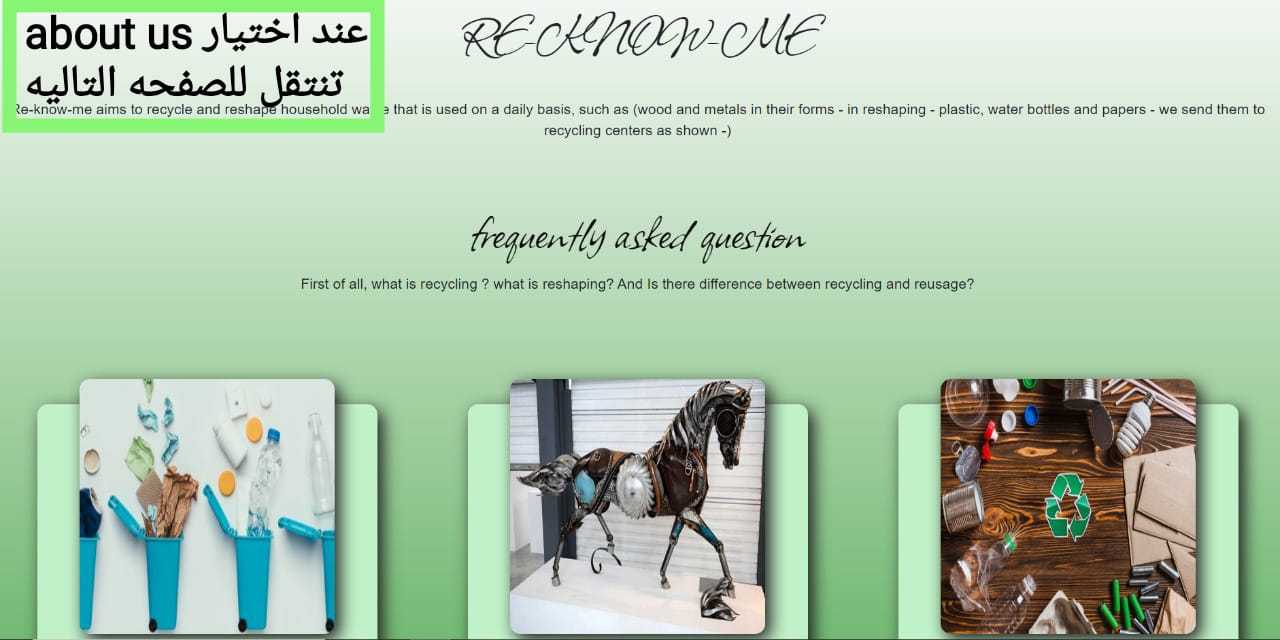 about us عند اختيار
تنتقل للصفحه التاليه
RE-CKNOW-ME
Re-know-me aims to recycle and reshape household wa e that is used on a daily basis, such as (wood and metals in their forms - in reshaping - plastic, water bottles and papers - we send them to
recycling centers as shown -)
frequently asked question
First of all, what is recycling ? what is reshaping? And Is there difference between recycling and reusage?